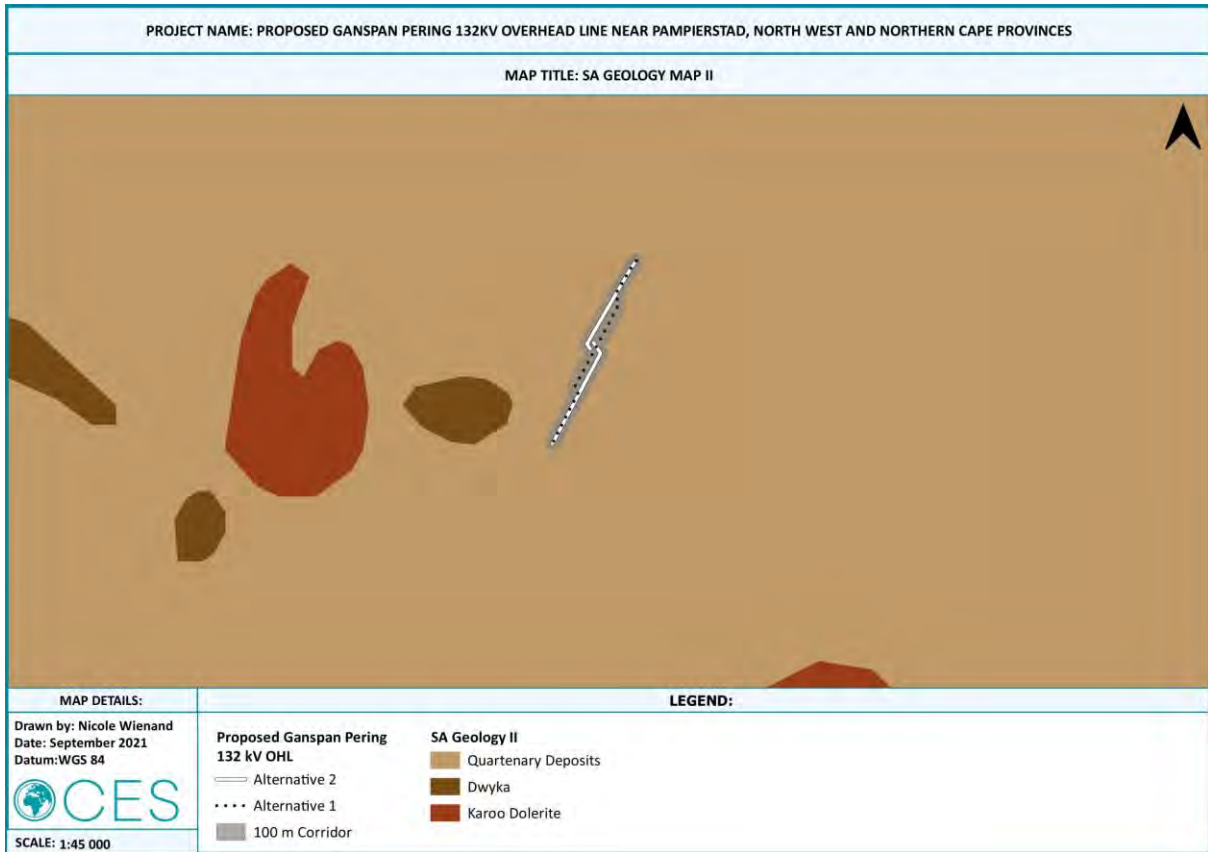 PROJECT NAME: PROPOSED GANSPAN PERING 132KV OVERHEAD LINE NEAR PAMPIERSTAD, NORTH WEST AND NORTHERN CAPE PROVINCES
MAP TITLE: SA GEOLOGY MAP II
MAP DETAILS:
Drawn by: Nicole Wienand
Date: September 2021
Datum:WGS 84
CES
SCALE: 1:45 000
LEGEND:
Proposed Ganspan Pering
132 kV OHL
Alternative 2
Alternative 1
100 m Corridor
SA Geology II
Quartenary Deposits
Dwyka
Karoo Dolerite